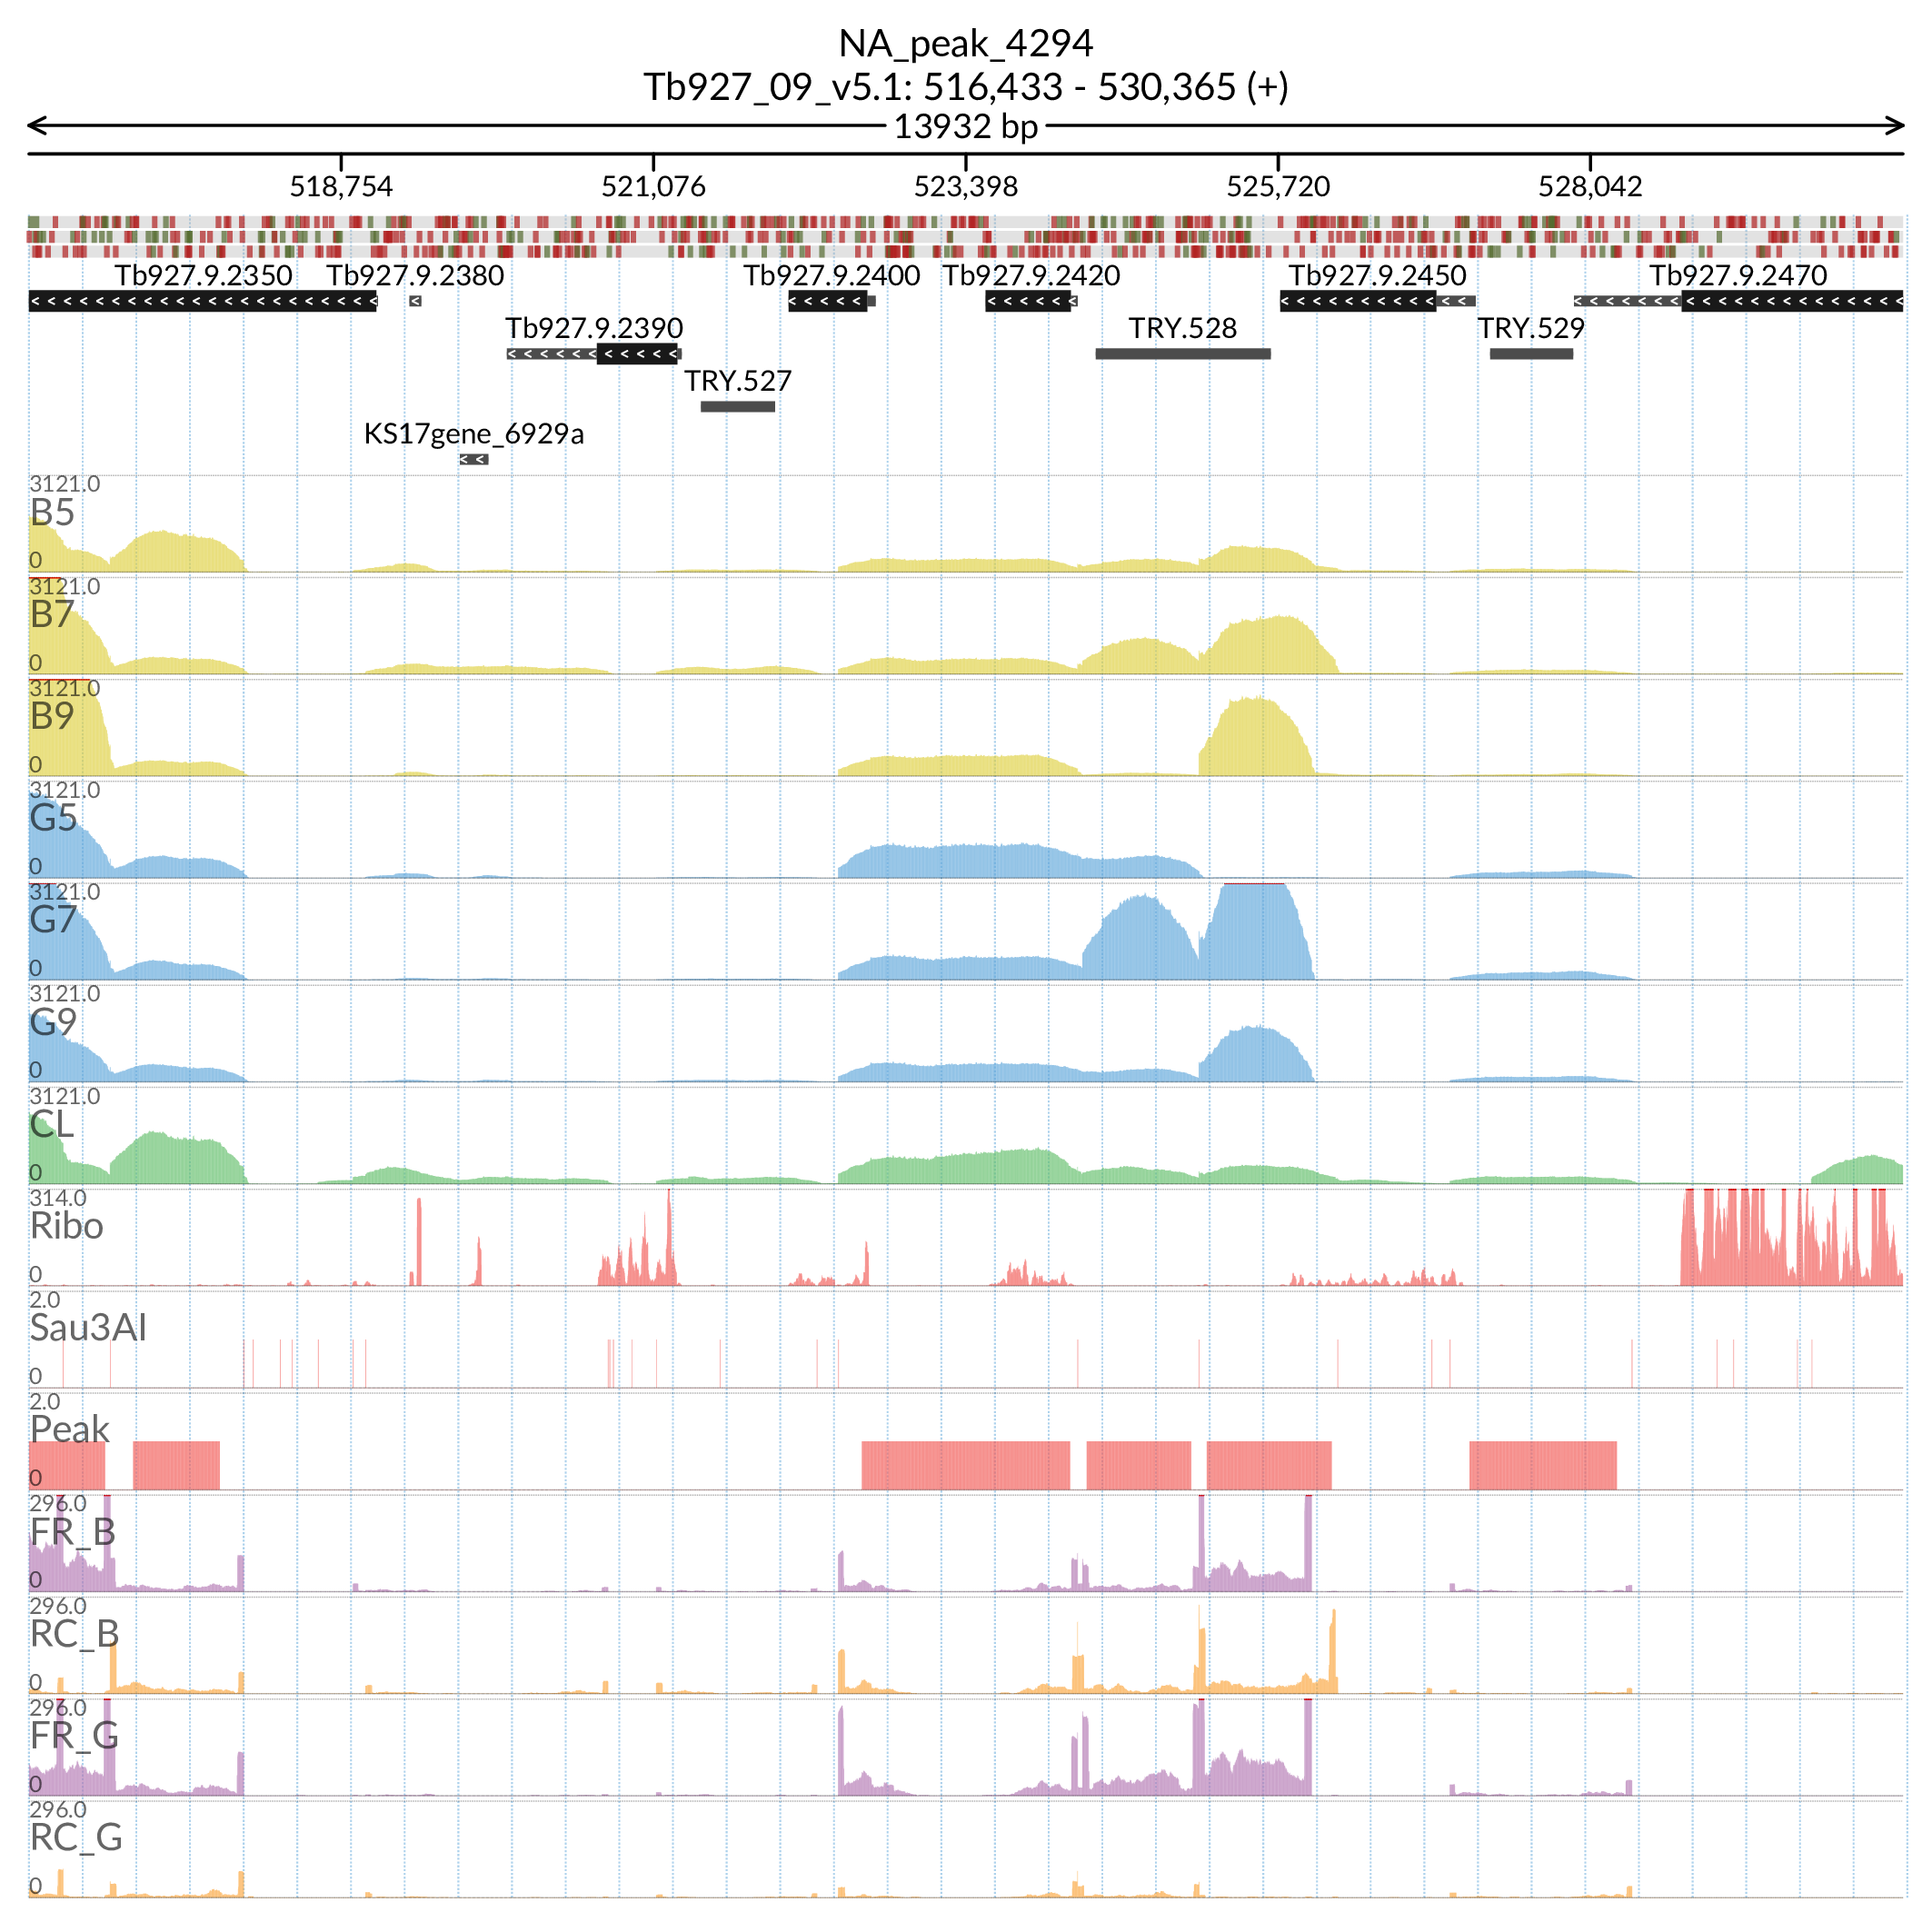 NA_peak_4294
Tb927_09_v5.1: 516,433 - 530,365 (+)
13932 bp
518,754 521,076 523,398 525,720 528,042
Tb927.9.2350 Tb927.9.2380 Tb927.9.2400 Tb927.9.2420 Tb927.9.2450 Tb927.9.2470
Tb927.9.2390 TRY.528 TRY.529
TRY.527
KS17gene_6929a
3121.0
B5
0
3121.0
B7
0
3121.0
B9
0
3121.0
G5
0
3121.0
G7
0
3121.0
G9
0
3121.0
CL
0
314.0
Ribo
0
2.0
Sau3AI
0
2.0
Peak
0
296.0
FR_B
0
296.0
RC_B
0
296.0
FR_G
0
296.0
RC_G
0